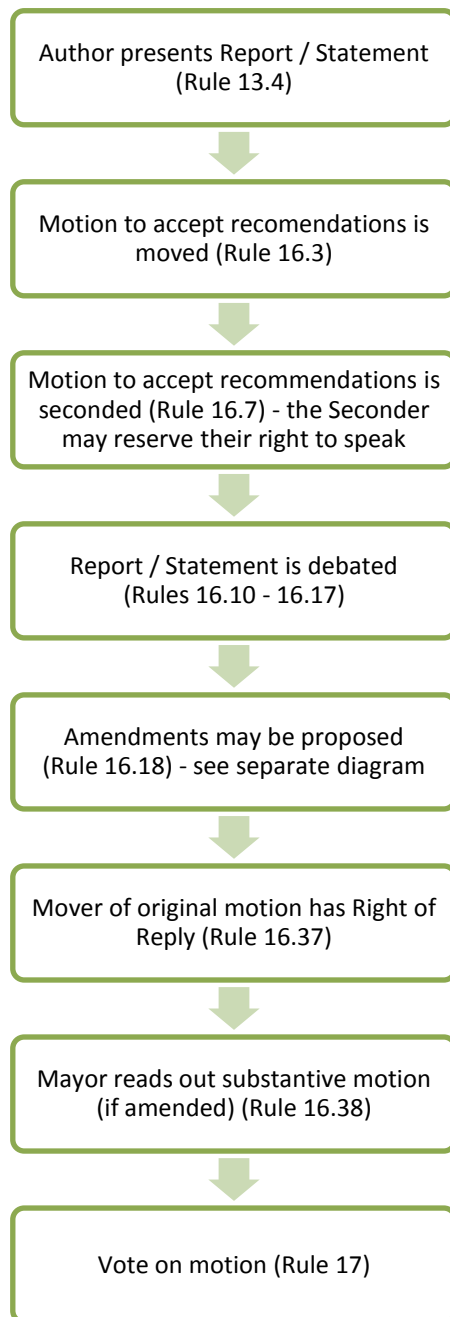 Author presents Report / Statement
(Rule 13.4)
Motion to accept recomendations is
moved (Rule 16.3)
Motion to accept recommendations is
seconded (Rule 16.7) - the Seconder
may reserve their right to speak
Report / Statement is debated
(Rules 16.10 - 16.17)
Amendments may be proposed
(Rule 16.18) - see separate diagram
Mover of original motion has Right of
Reply (Rule 16.37)
Mayor reads out substantive motion
(if amended) (Rule 16.38)
Vote on motion (Rule 17)